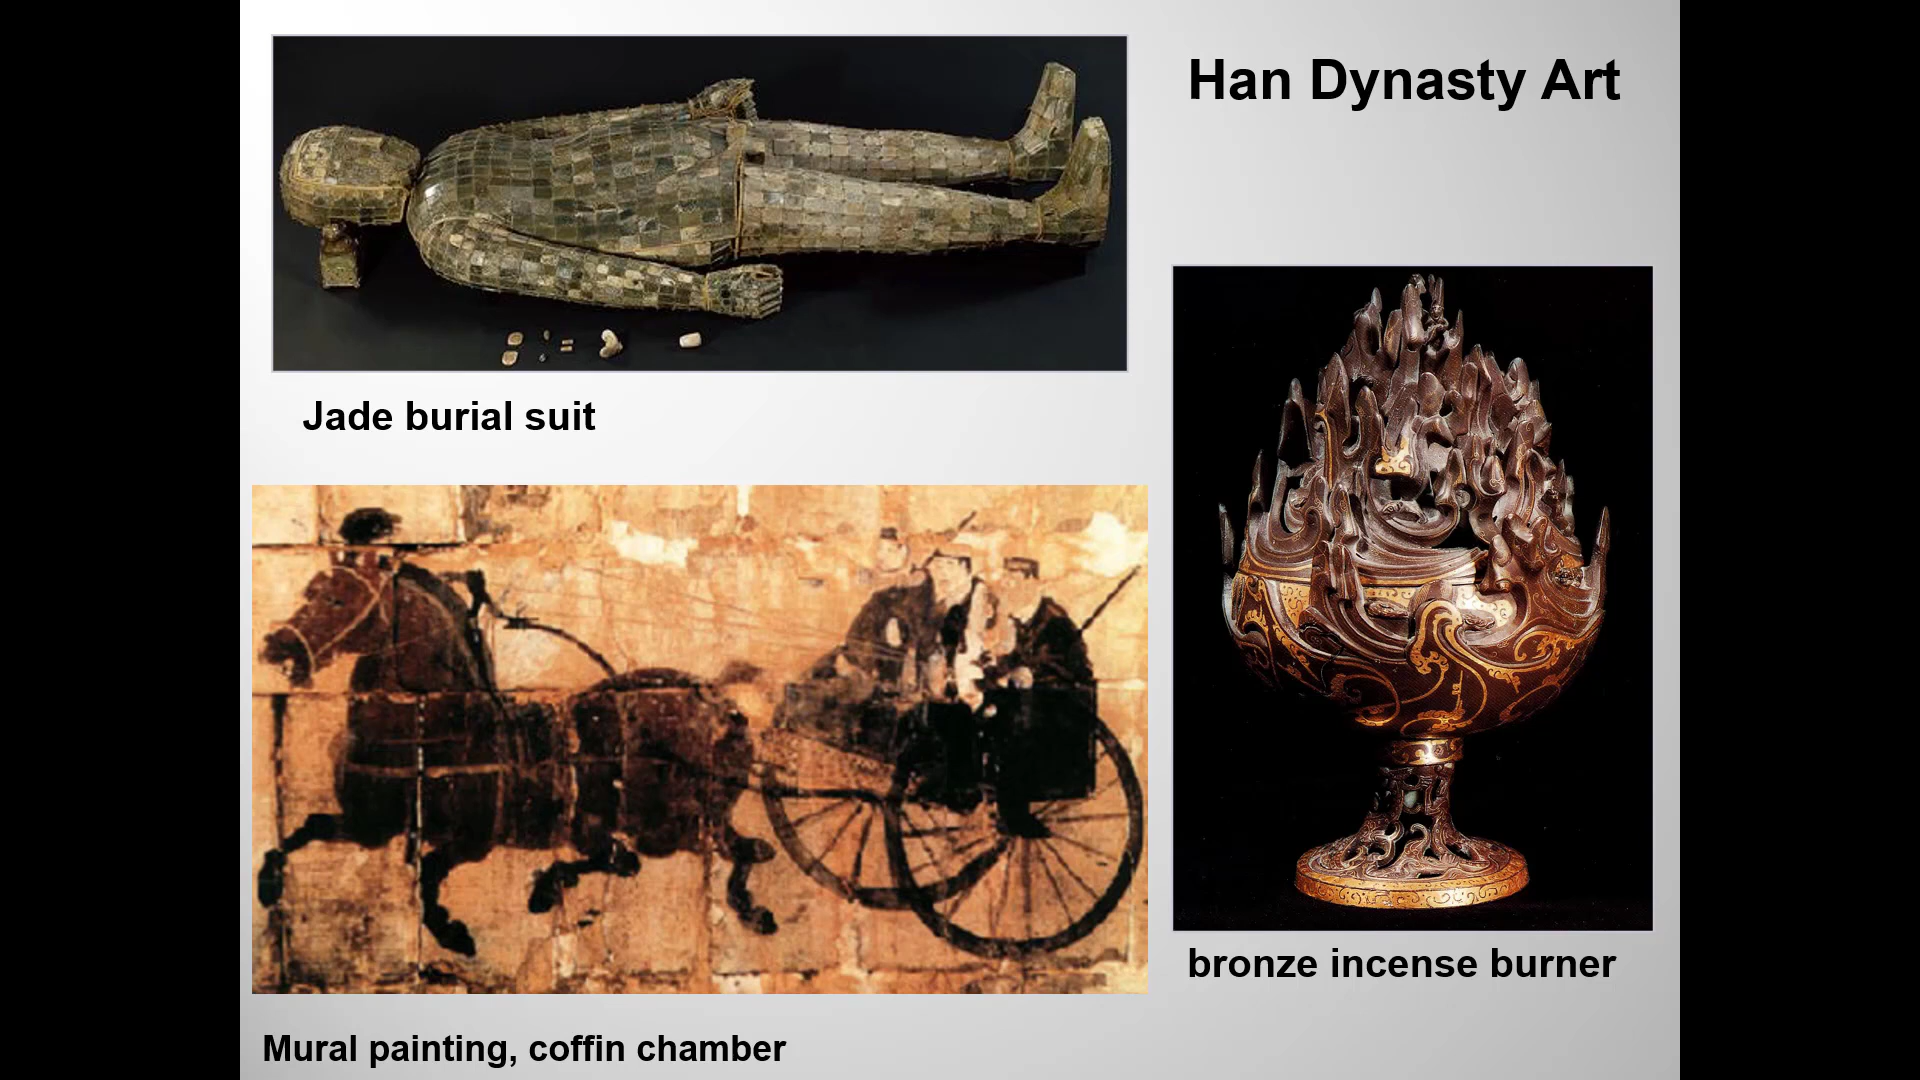 Han Dynasty Art
Jade burial suit
bronze incense burner
Mural painting, coffin chamber